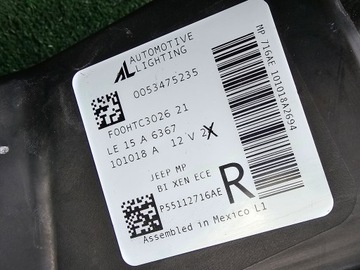 AL AUTOMOTIVE
LIGHTING
0053475235
F00HTC3026 21
LE 15 A 6367
101018 A 12 V 2X
JEEP MP
BI XEN ECE
P55112716AE
R
Assembled in Mexico L1
MP 716AE 101018A2694